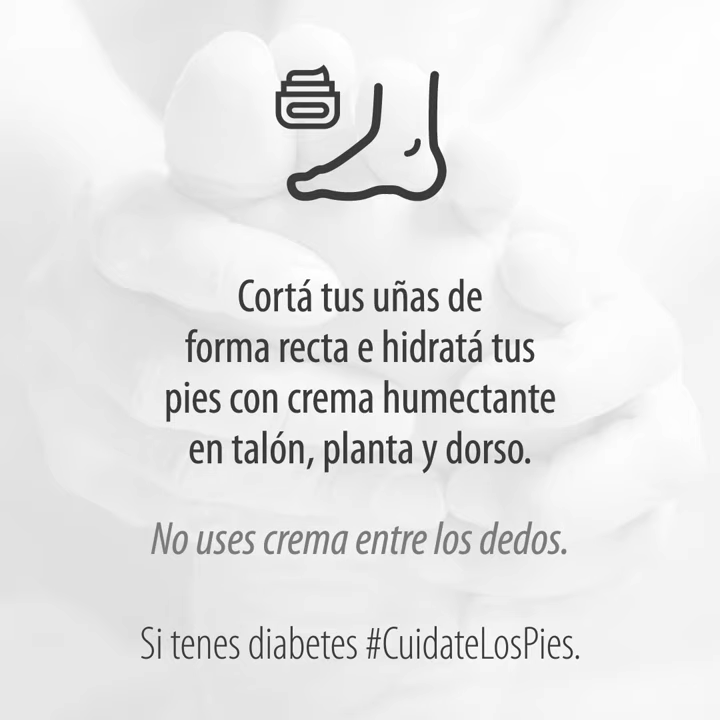 Cortá tus uñas de
forma recta e hidratá tus
pies con crema humectante
en talón, planta y dorso.
No uses crema entre los dedos.
Si tenes diabetes #CuidateLosPies.